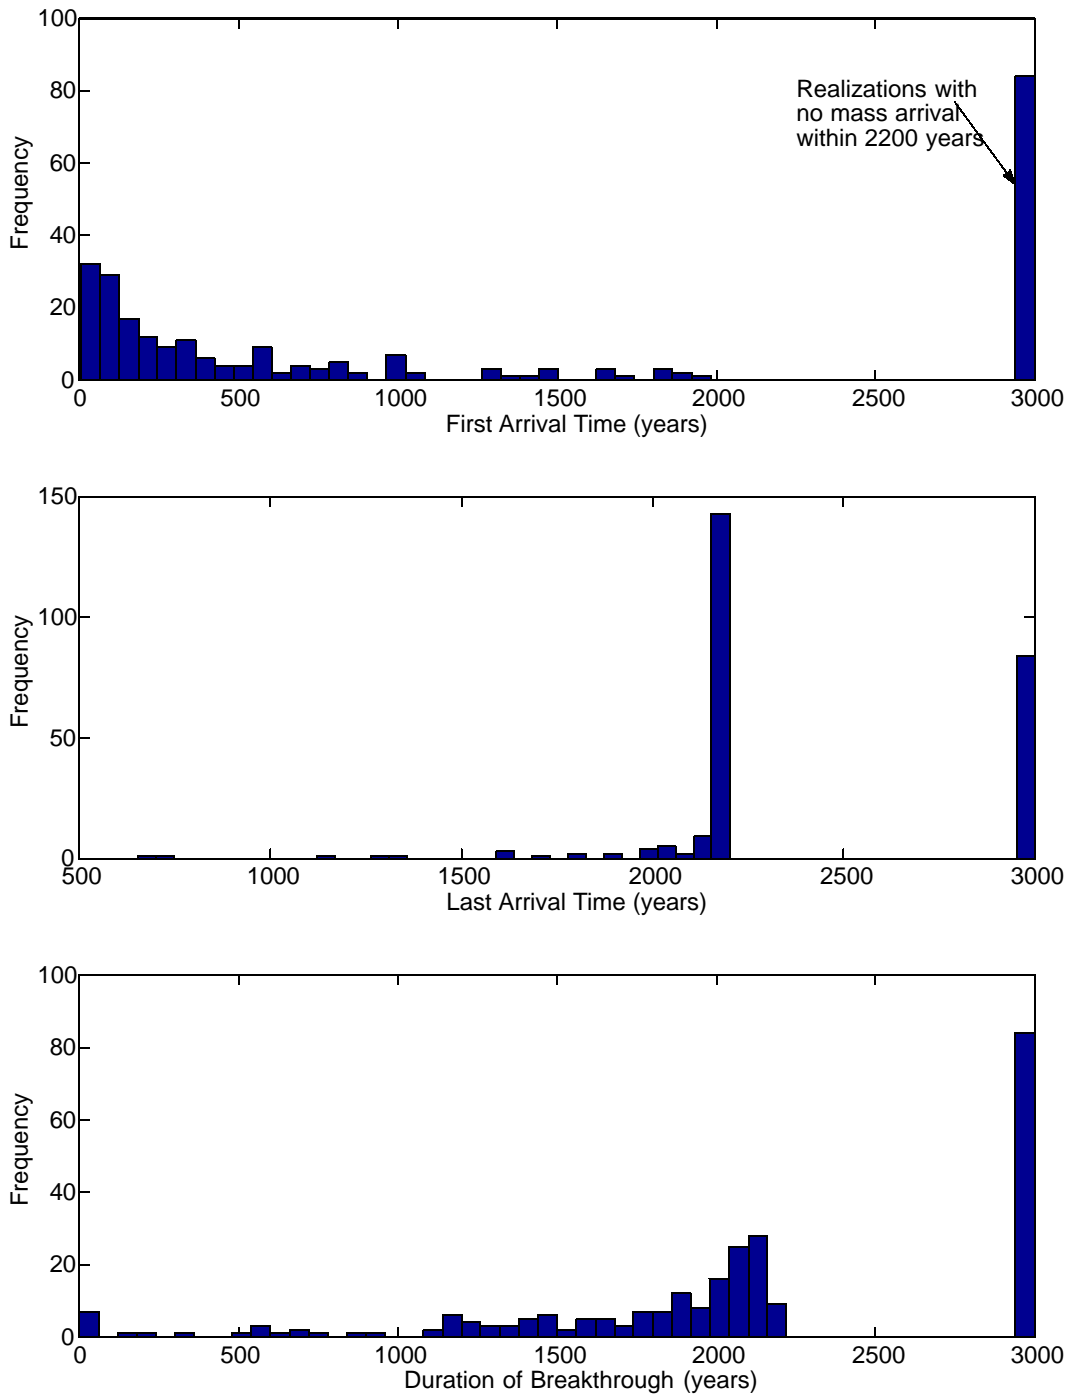 100
80
60
40
20
0
Frequency
Realizations with
no mass arrival
within 2200 years
0 500 1000 1500 2000 2500 3000
First Arrival Time (years)
150
100
50
0
Frequency
500 1000 1500 2000 2500 3000
Last Arrival Time (years)
100
80
60
40
20
0
Frequency
0 500 1000 1500 2000 2500 3000
Duration of Breakthrough (years)